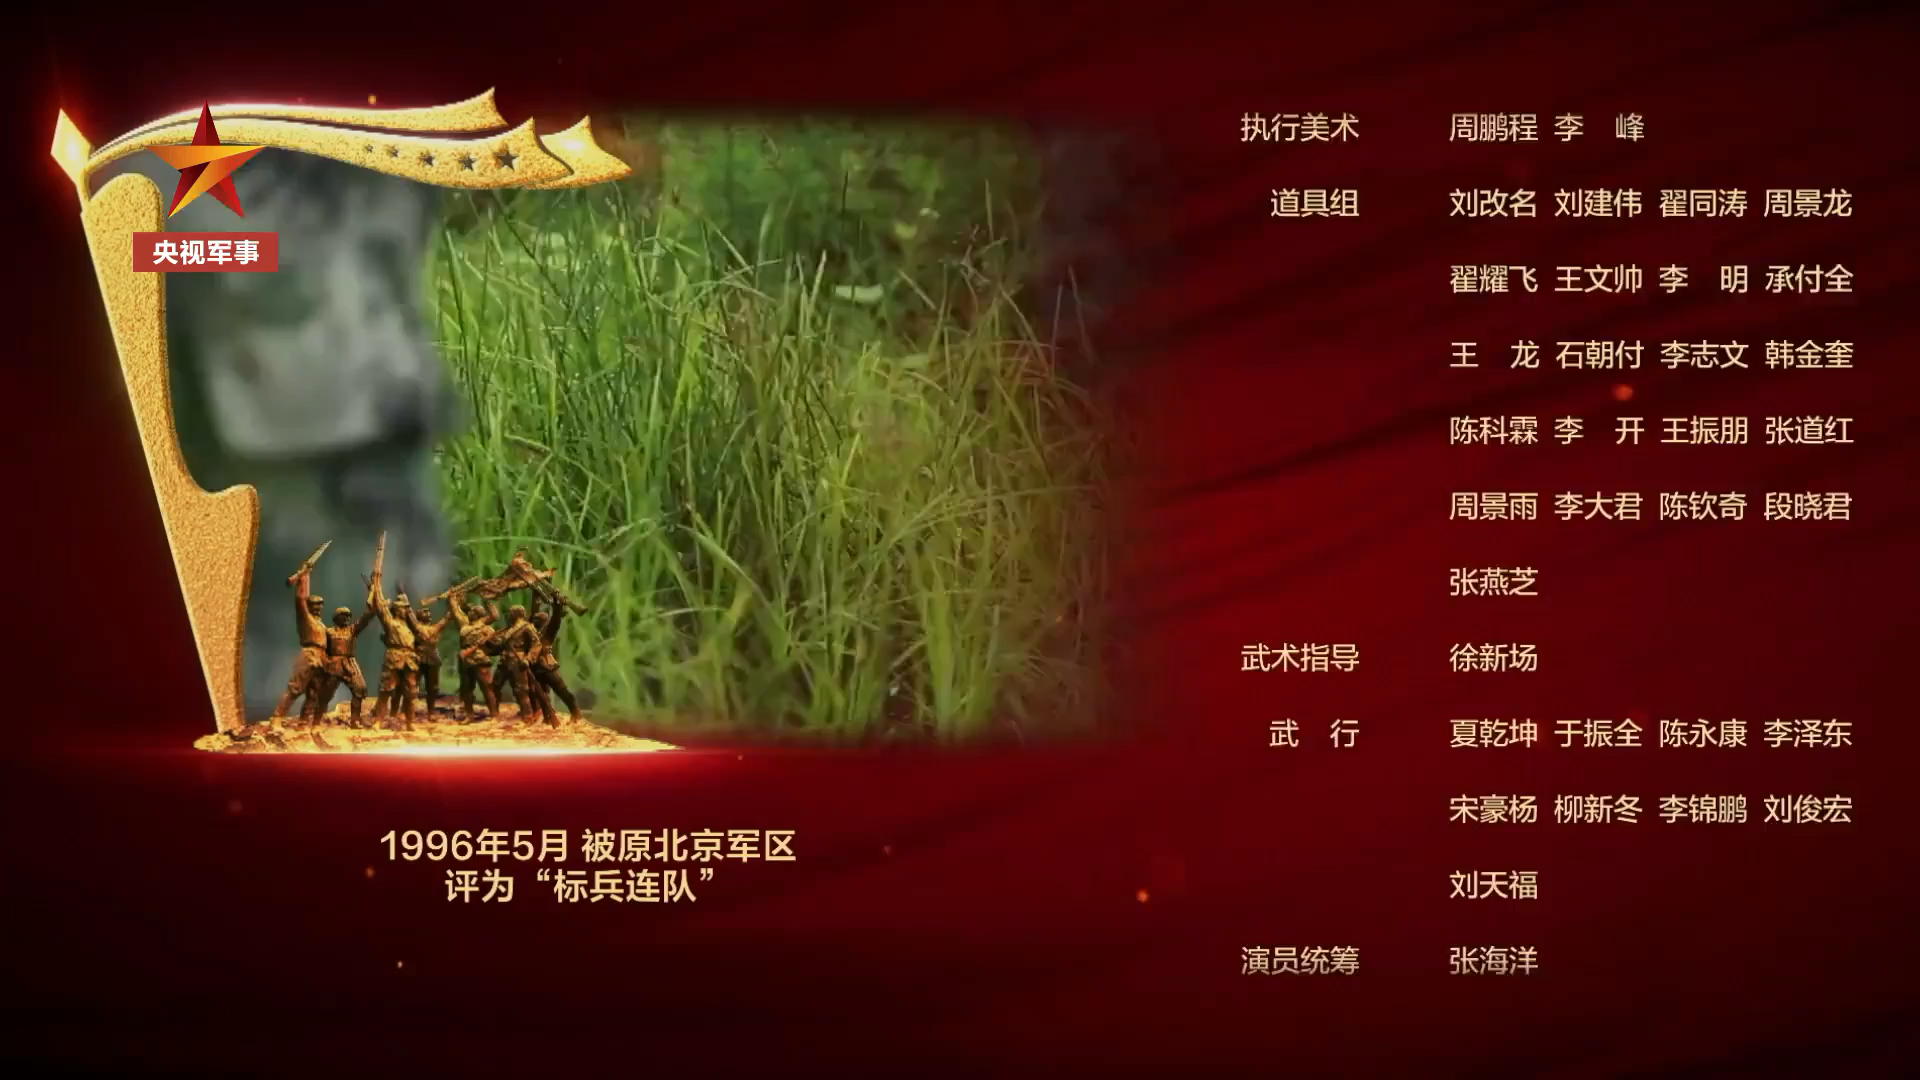 央视军事
1996年5月 被原北京军区
评为“标兵连队”
执行美术 周鹏程 李 峰
道具组 刘改名 刘建伟 翟同涛 周景龙
翟耀飞 王文帅 李 明 承付全
王 龙 石朝付 李志文 韩金奎
陈科霖 李 开 王振朋 张道红
周景雨 李大君 陈钦奇 段晓君
张燕芝
武术指导 徐新场
武 行 夏乾坤 于振全 陈永康 李泽东
宋豪杨 柳新冬 李锦鹏 刘俊宏
刘天福
演员统筹 张海洋